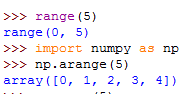 >>> range(5)
range(0, 5)
>>> import numpy as np
>>> np.arange(5)
array([0, 1, 2, 3, 4])